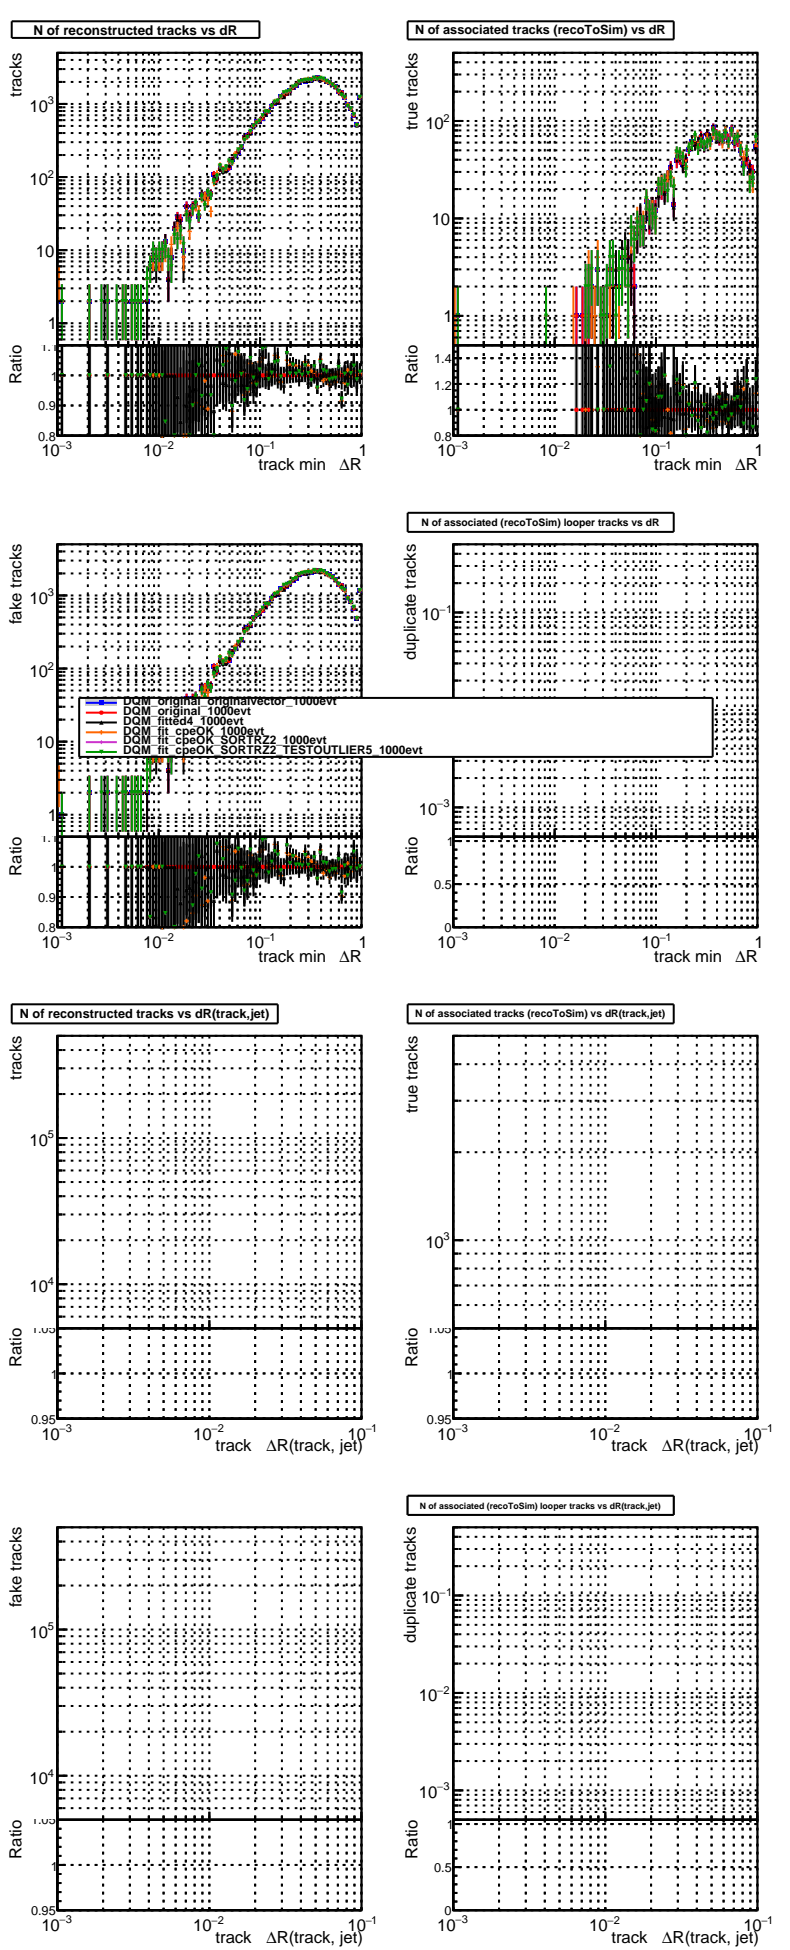 N of reconstructed tracks vs dR
tracks
10³
10²
10
1
Ratio
1.1
1
0.9
0.8
10⁻³ 10⁻² 10⁻¹ 1
track min ΔR
N of associated tracks (recoToSim) vs dR
true tracks
10²
10
1
Ratio
1.4
1.2
1
0.8
10⁻³ 10⁻² 10⁻¹ 1
track min ΔR
fake tracks
10³
10²
10
1
Ratio
1.1
1
0.9
0.8
10⁻³ 10⁻² 10⁻¹ 1
track min ΔR
N of associated (recoToSim) looper tracks vs dR
duplicate tracks
10⁻¹
10⁻³
Ratio
1
0.5
0
10⁻³ 10⁻² 10⁻¹ 1
track min ΔR
DQM_original_originalvector_1000evt
DQM_original_1000evt
DQM_fitted4_1000evt
DQM_fit_cpeOK_1000evt
DQM_fit_cpeOK_SORTRZ2_1000evt
DQM_fit_cpeOK_SORTRZ2_TESTOUTLIER5_1000evt
N of reconstructed tracks vs dR(track,jet)
tracks
10⁵
10⁴
Ratio
1.05
1
0.95
10⁻³ 10⁻² 10⁻¹
track ΔR(track, jet)
N of associated tracks (recoToSim) vs dR(track,jet)
true tracks
10³
Ratio
1.05
1
0.95
10⁻³ 10⁻² 10⁻¹
track ΔR(track, jet)
fake tracks
10⁵
10⁴
Ratio
1.05
1
0.95
10⁻³ 10⁻² 10⁻¹
track ΔR(track, jet)
N of associated (recoToSim) looper tracks vs dR(track,jet)
duplicate tracks
10⁻¹
10⁻²
10⁻³
Ratio
1
0.5
0
10⁻³ 10⁻² 10⁻¹
track ΔR(track, jet)